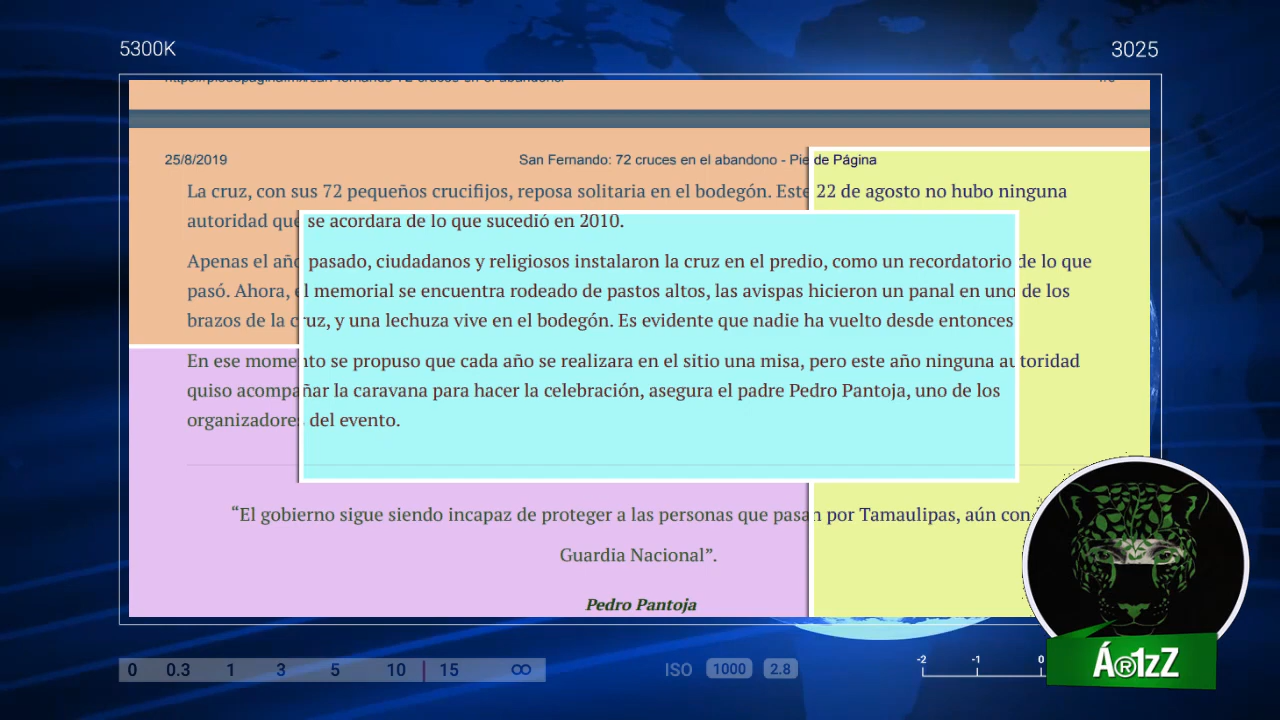 5300K
3025
25/8/2019
San Fernando: 72 cruces en el abandono - Pie de Página
La cruz, con sus 72 pequeños crucifijos, reposa solitaria en el bodegón. Este 22 de agosto no hubo ninguna
autoridad que se acordara de lo que sucedió en 2010.
Apenas el año pasado, ciudadanos y religiosos instalaron la cruz en el predio, como un recordatorio de lo que
pasó. Ahora, el memorial se encuentra rodeado de pastos altos, las avispas hicieron un panal en uno de los
brazos de la cruz, y una lechuza vive en el bodegón. Es evidente que nadie ha vuelto desde entonces
En ese momento se propuso que cada año se realizara en el sitio una misa, pero este año ninguna autoridad
quiso acompañar la caravana para hacer la celebración, asegura el padre Pedro Pantoja, uno de los
organizadores del evento.
“El gobierno sigue siendo incapaz de proteger a las personas que pasan por Tamaulipas, aún con
Guardia Nacional”.
Pedro Pantoja
0 0.3 1 3 5 10 15 ∞
ISO 1000 2.8
-2 -1 0
Á®1zZ